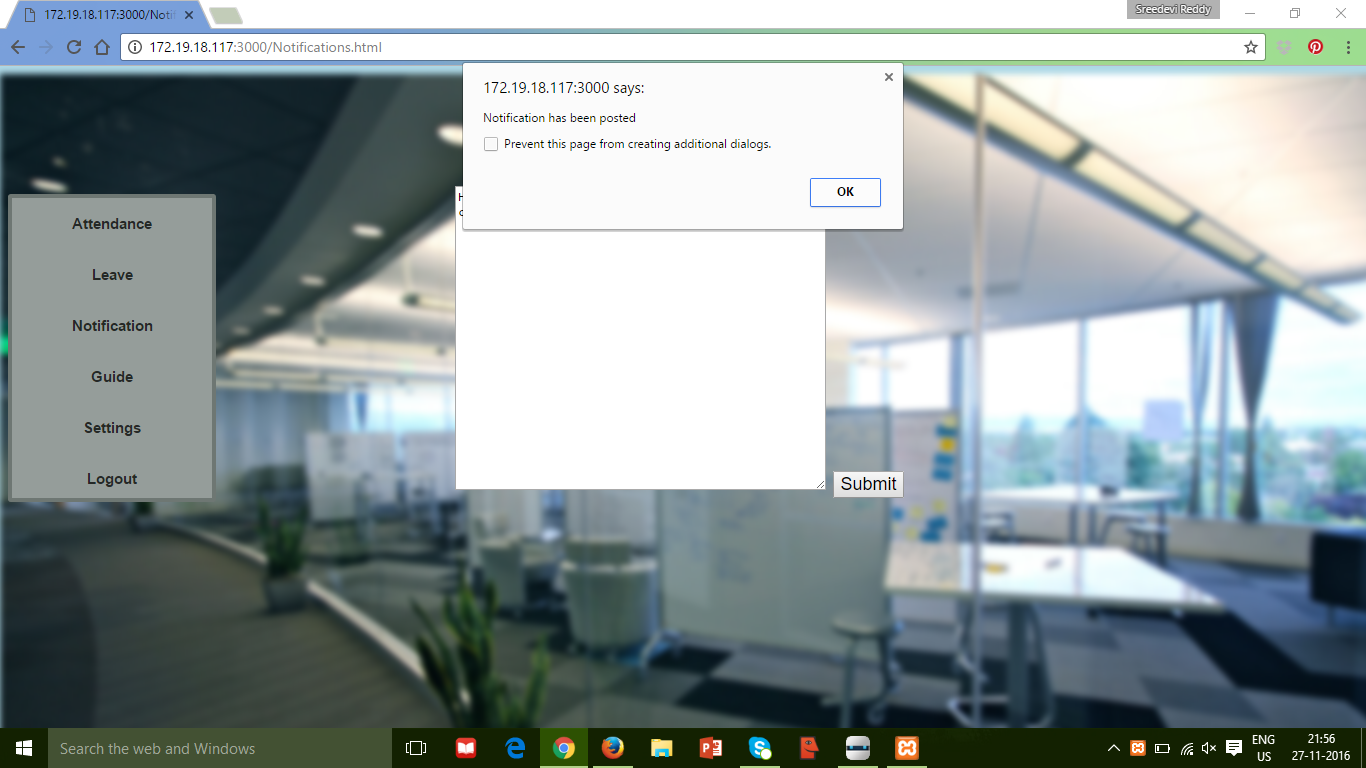 172.19.18.117:3000/Notif
Sreedevi Reddy
172.19.18.117:3000/Notifications.html
172.19.18.117:3000 says:
Notification has been posted
Prevent this page from creating additional dialogs.
OK
Attendance
Leave
Notification
Guide
Settings
Logout
Submit
Search the web and Windows
ENG
US
21:56
27-11-2016